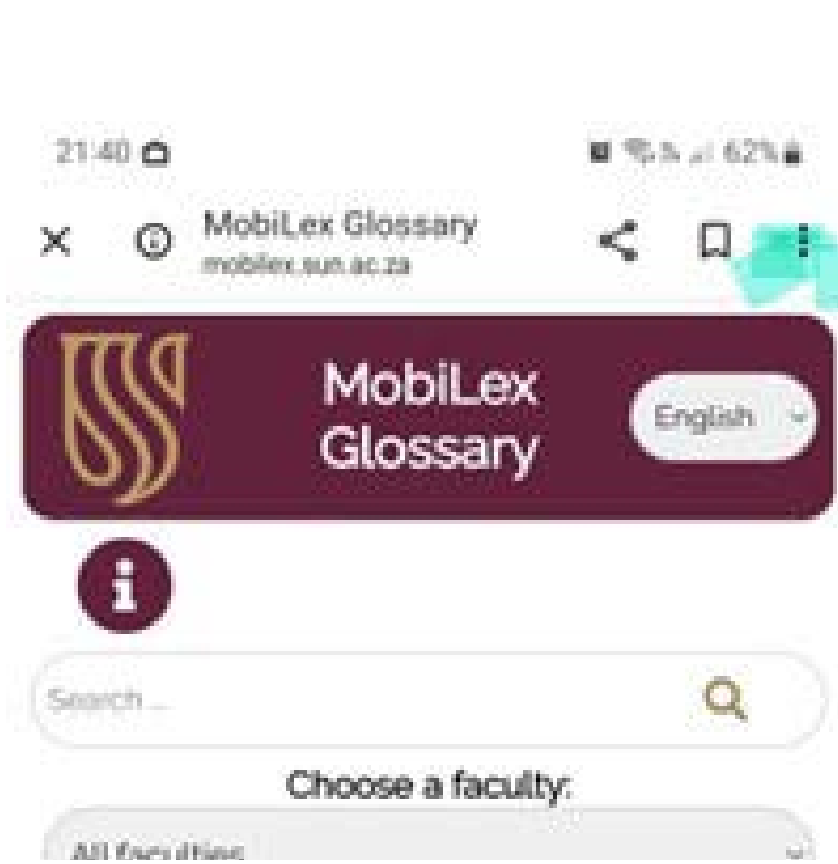 21:40 62%
MobiLex Glossary
mobilex.sun.ac.za
MobiLex
Glossary
English
i
Search ...
Choose a faculty:
All faculties